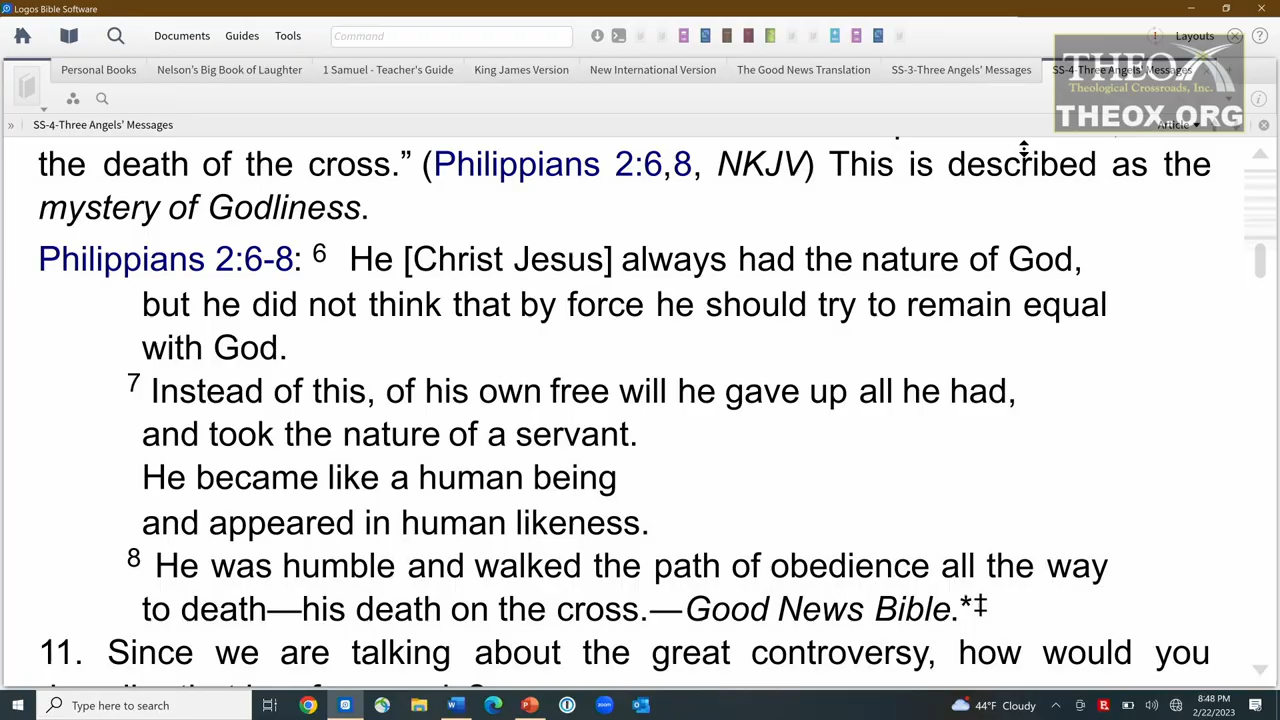 Logos Bible Software
Documents Guides Tools Command Layouts
Personal Books Nelson's Big Book of Laughter 1 Sam King James Version New International Version The Good News Translation SS-3-Three Angels' Messages SS-4-Three Angels' Messages
THEOX
Theological Crossroads, Inc.
THEOX.ORG
SS-4-Three Angels' Messages Article
the death of the cross.” (Philippians 2:6,8, NKJV) This is described as the
mystery of Godliness.
Philippians 2:6-8: 6 He [Christ Jesus] always had the nature of God,
but he did not think that by force he should try to remain equal
with God.
7 Instead of this, of his own free will he gave up all he had,
and took the nature of a servant.
He became like a human being
and appeared in human likeness.
8 He was humble and walked the path of obedience all the way
to death—his death on the cross.—Good News Bible.*‡
11. Since we are talking about the great controversy, how would you
Type here to search 44°F Cloudy 8:48 PM
2/22/2023